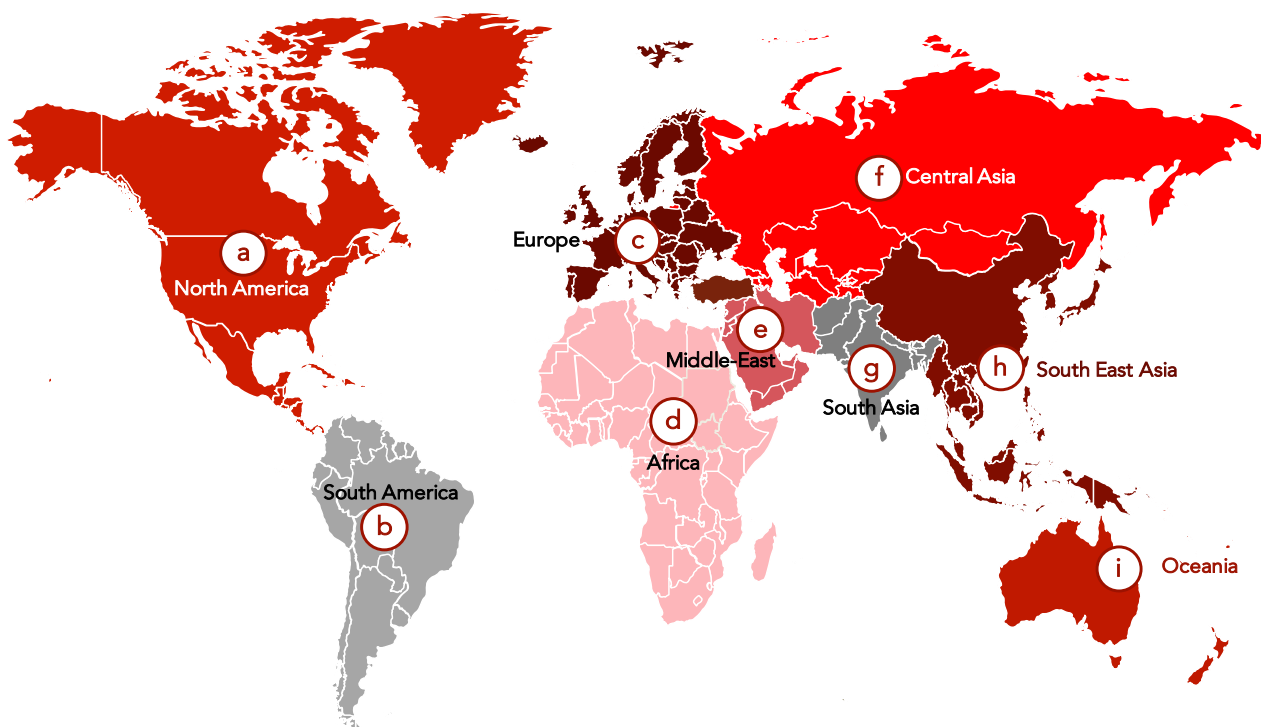 f
Central Asia
Europe
c
a
North America
e
Middle-East
g
h
South East Asia
South Asia
d
Africa
South America
b
i
Oceania